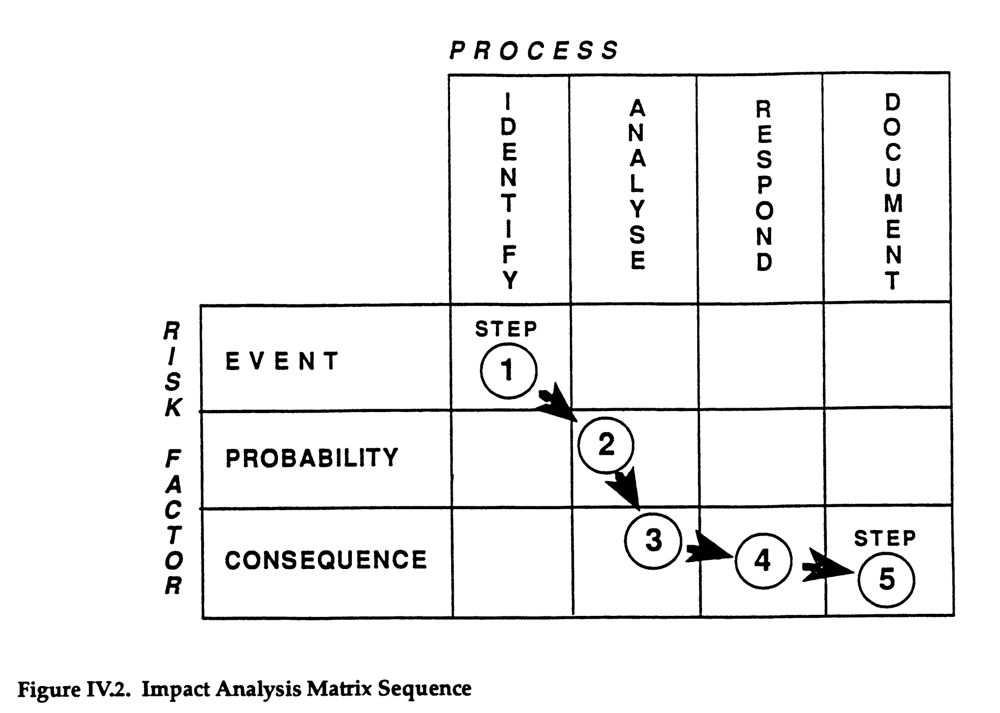 PROCESS
IDENTIFY
ANALYSE
RESPOND
DOCUMENT
RISK FACTOR
EVENT
STEP
1
PROBABILITY
2
CONSEQUENCE
3
4
STEP
5
Figure IV.2. Impact Analysis Matrix Sequence